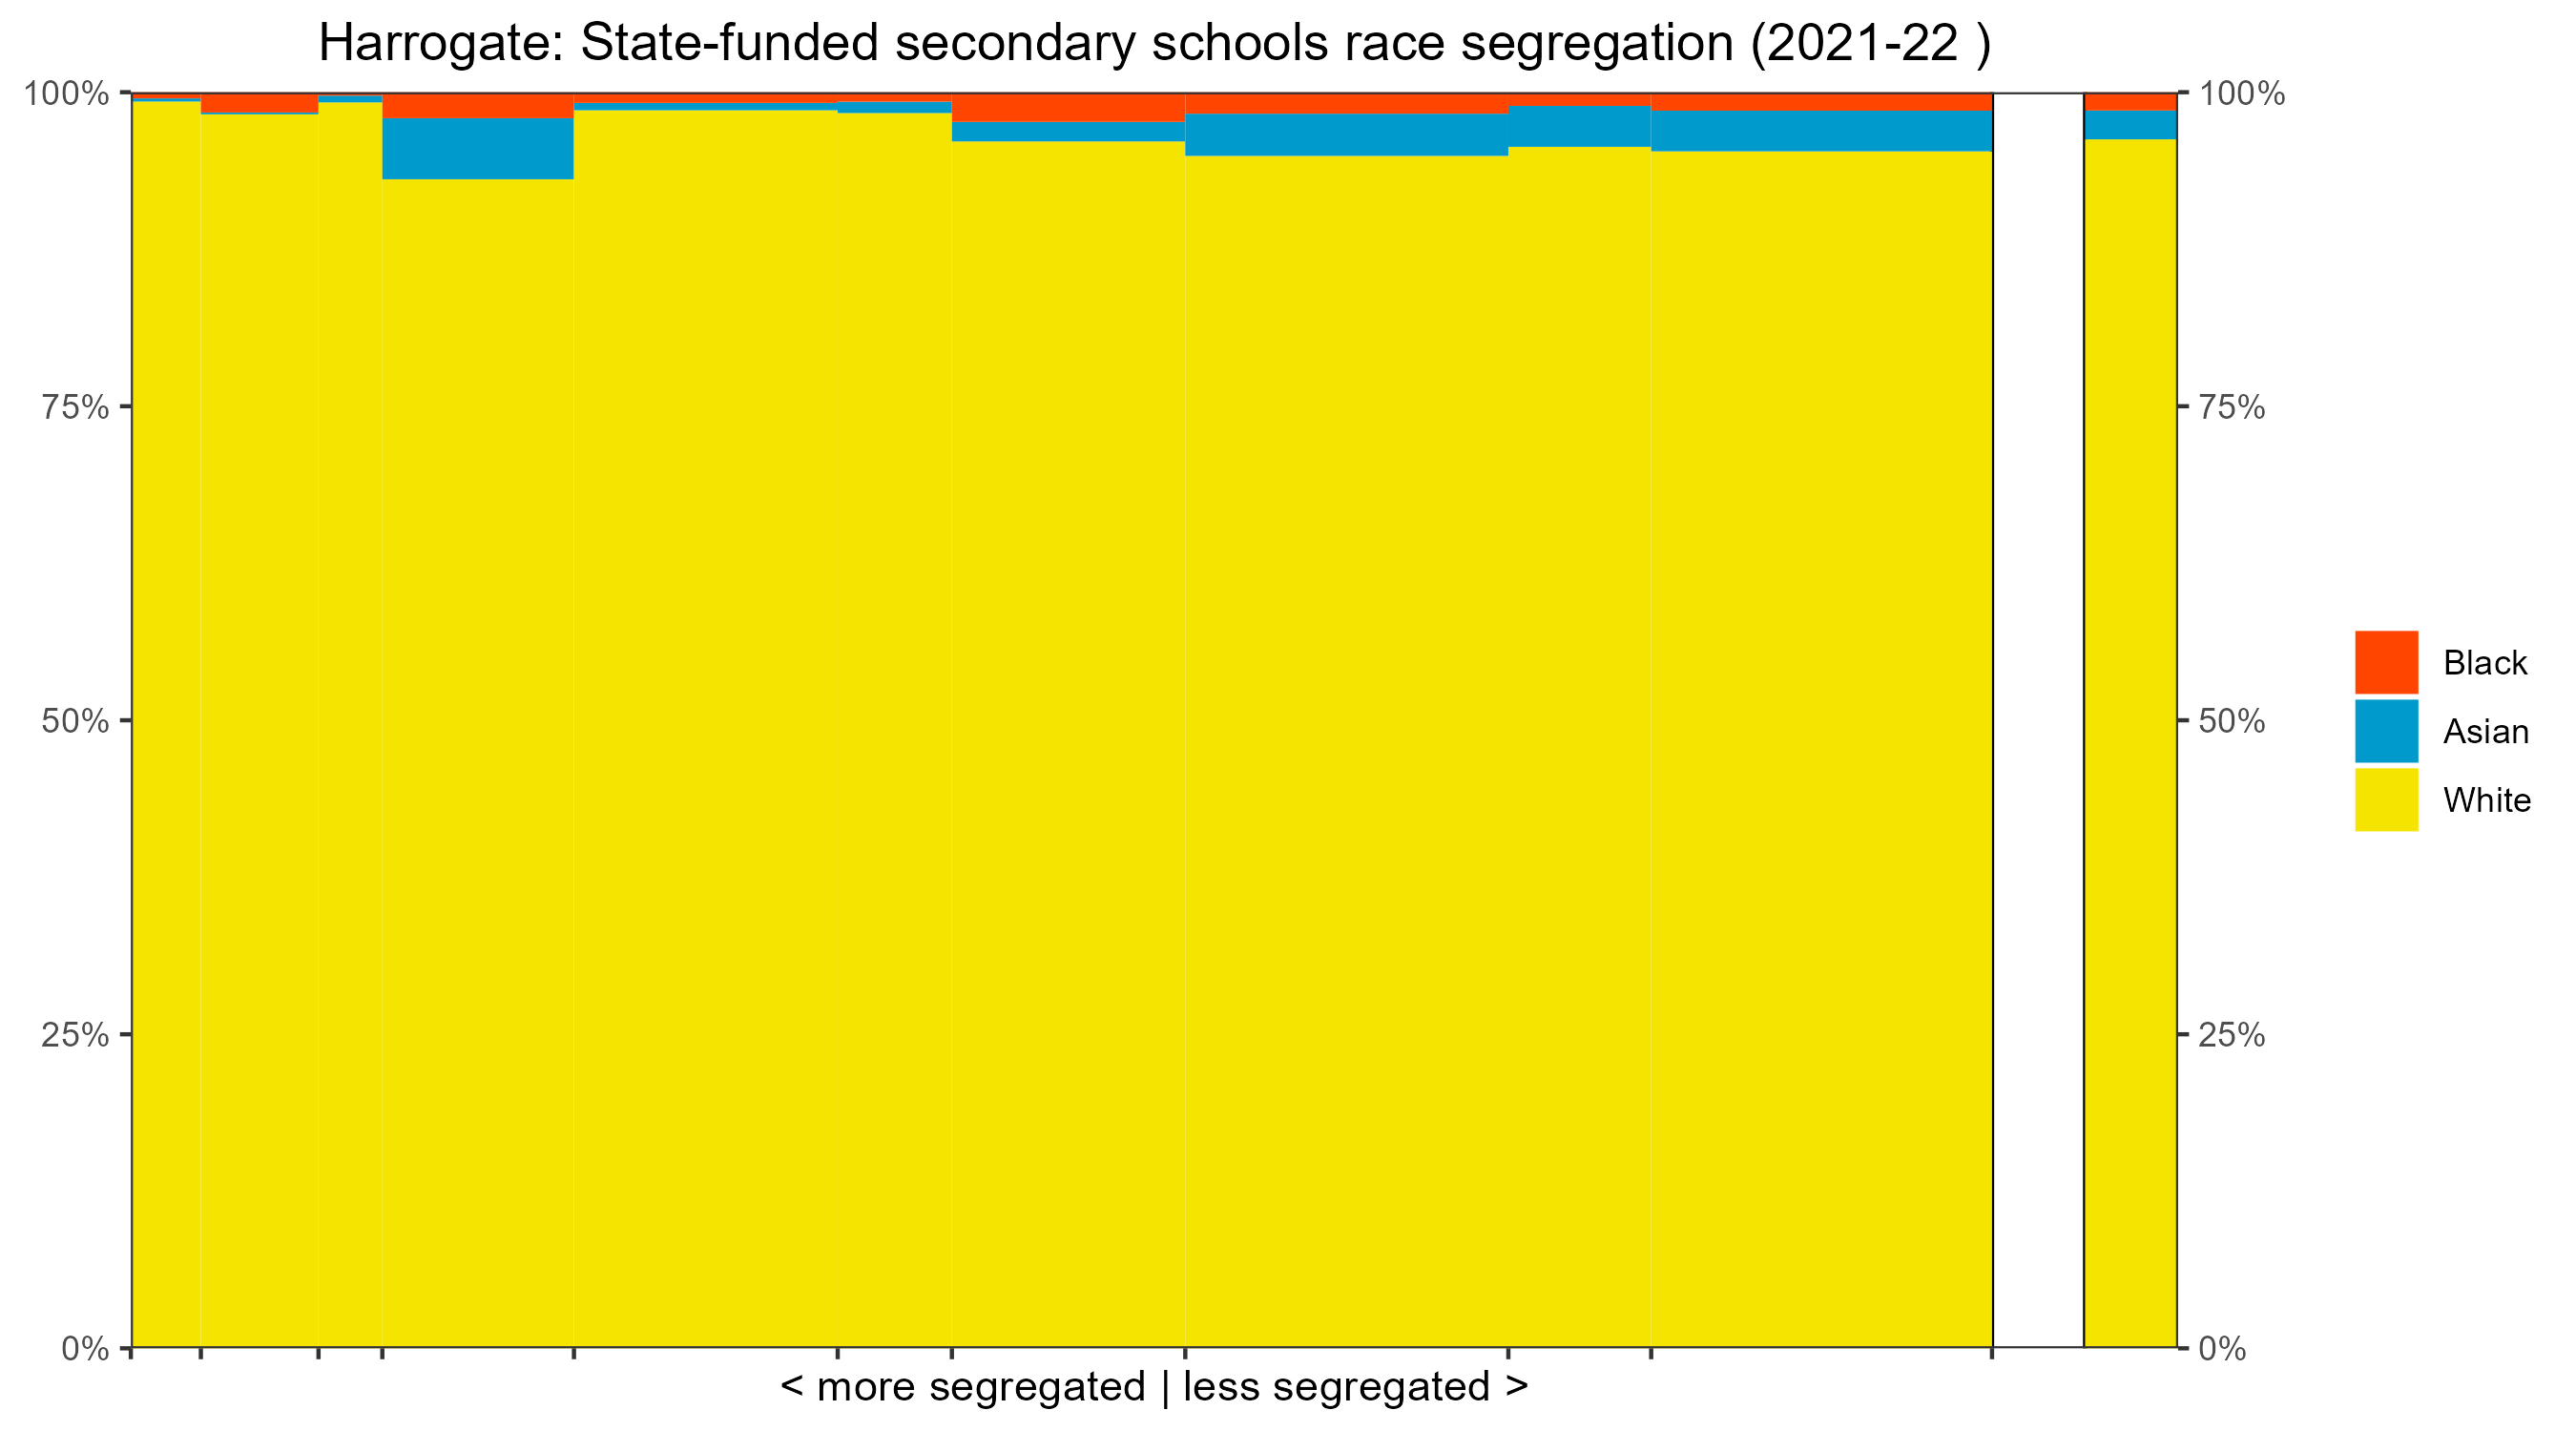 Harrogate: State-funded secondary schools race segregation (2021-22 )
100%
75%
50%
25%
0%
100%
75%
50%
25%
0%
Black
Asian
White
< more segregated | less segregated >